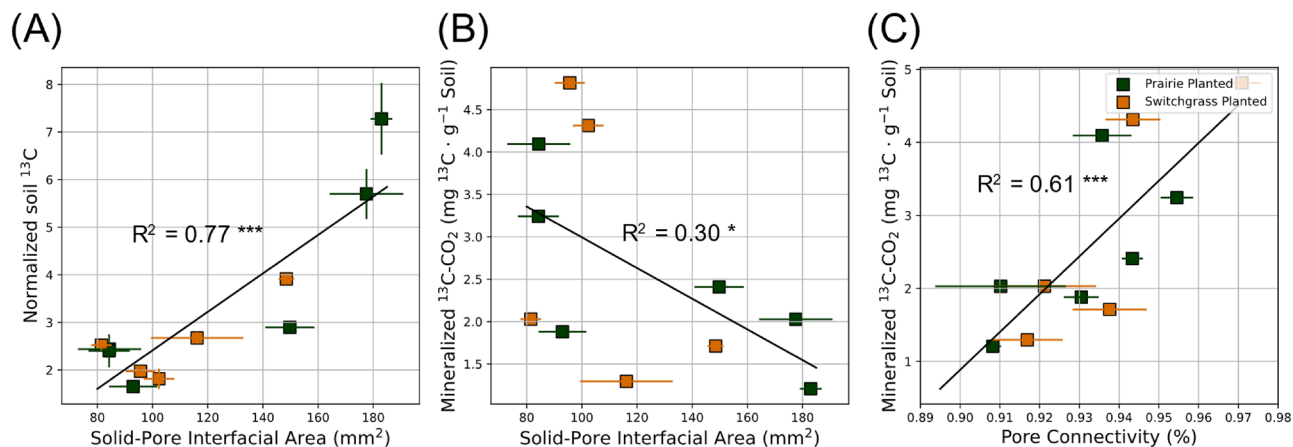 (A)
8
7
6
5
4
3
2
80 100 120 140 160 180
Normalized soil ¹³C
Solid-Pore Interfacial Area (mm²)
R² = 0.77 ***
(B)
4.5
4.0
3.5
3.0
2.5
2.0
1.5
80 100 120 140 160 180
Mineralized ¹³C-CO₂ (mg ¹³C · g⁻¹ Soil)
Solid-Pore Interfacial Area (mm²)
R² = 0.30 *
(C)
5
4
3
2
1
0.89 0.90 0.91 0.92 0.93 0.94 0.95 0.96 0.97 0.98
Mineralized ¹³C-CO₂ (mg ¹³C · g⁻¹ Soil)
Pore Connectivity (%)
R² = 0.61 ***
Prairie Planted
Switchgrass Planted